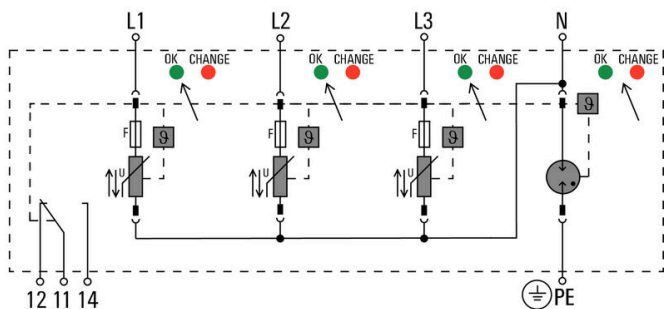 L1 L2 L3 N
OK CHANGE OK CHANGE OK CHANGE OK CHANGE
ϑ
F ϑ F ϑ F ϑ
U U U
12 11 14 PE